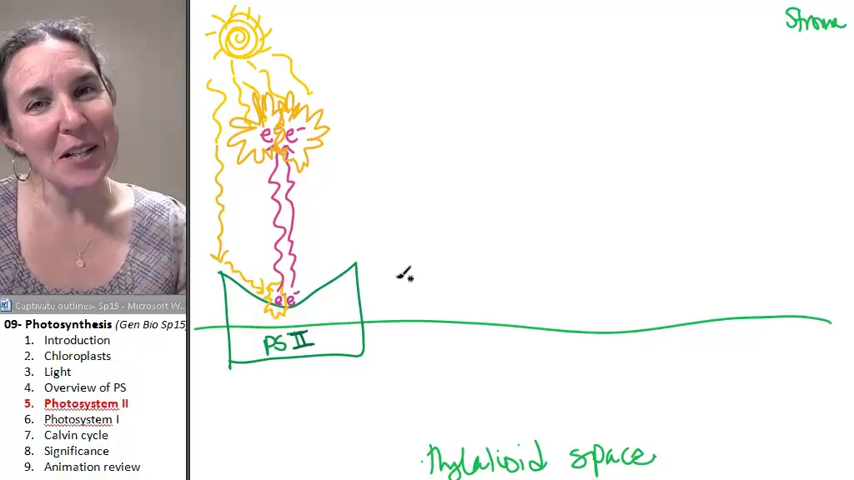 Stroma
e⁻ e⁻
e e⁻
PS II
thylakoid space
Captivate outlines- Sp15 - Microsoft W.
09- Photosynthesis (Gen Bio Sp15
1. Introduction
2. Chloroplasts
3. Light
4. Overview of PS
5. Photosystem II
6. Photosystem I
7. Calvin cycle
8. Significance
9. Animation review